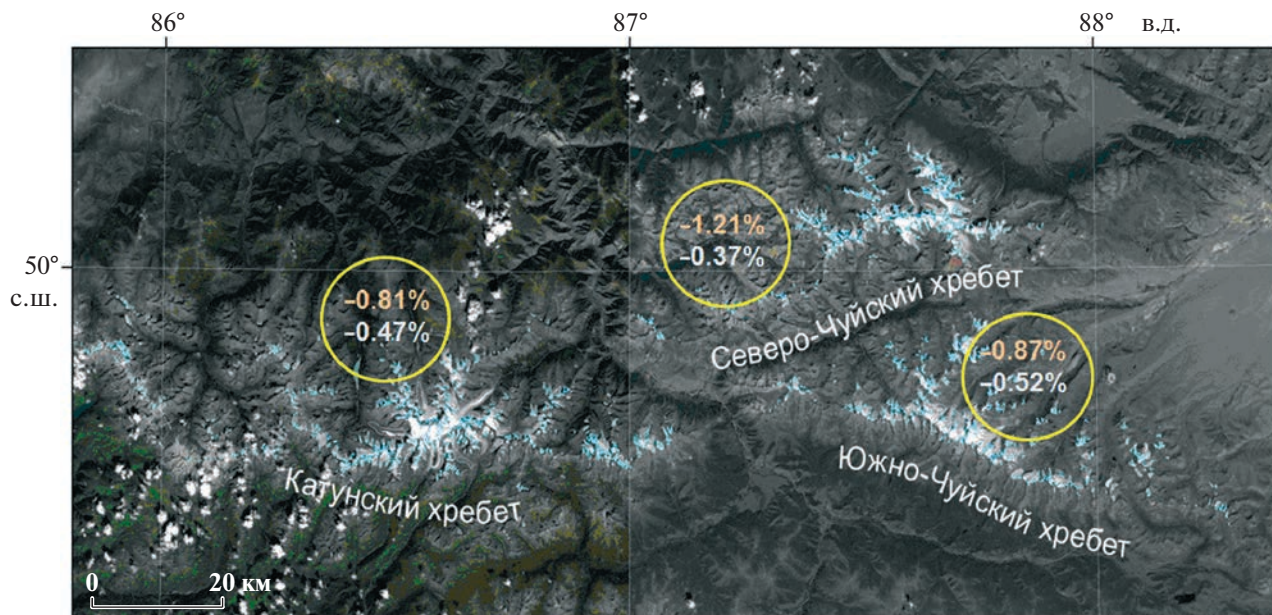 86° 87° 88° в.д.
-1.21%
-0.37%
50°
с.ш.
-0.81%
-0.47%
Северо-Чуйский хребет
-0.87%
-0.52%
Южно-Чуйский хребет
Катунский хребет
0 20 км